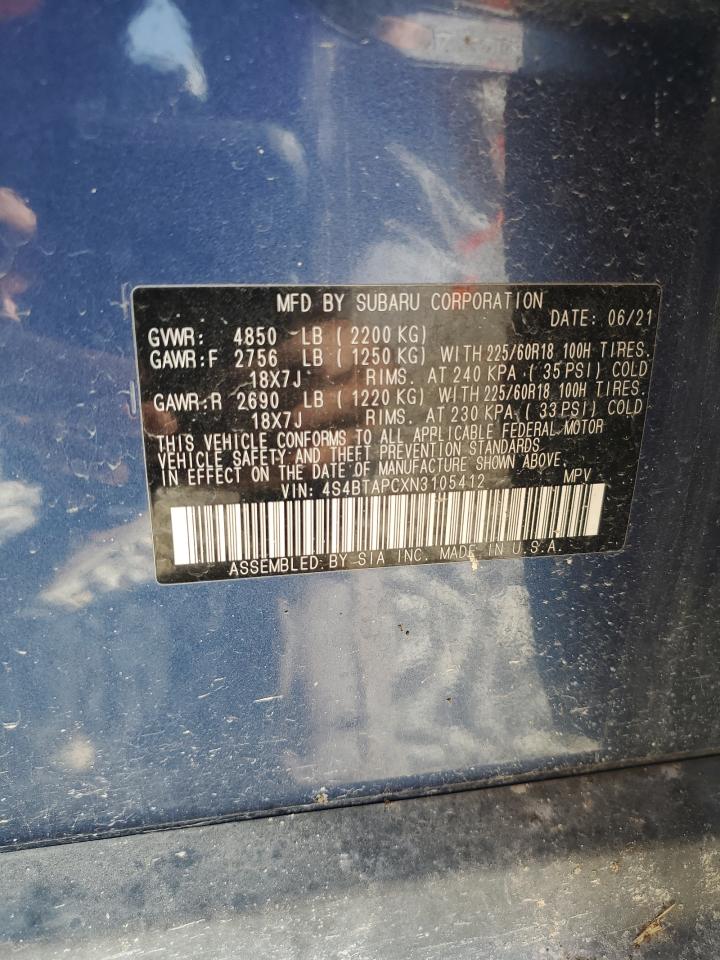 MFD BY SUBARU CORPORATION
DATE: 06/21
GVWR: 4850 LB (2200 KG)
GAWR:F 2756 LB (1250 KG) WITH 225/60R18 100H TIRES.
18X7J RIMS. AT 240 KPA (35 PSI) COLD
GAWR:R 2690 LB (1220 KG) WITH 225/60R18 100H TIRES.
18X7J RIMS. AT 230 KPA (33 PSI) COLD
THIS VEHICLE CONFORMS TO ALL APPLICABLE FEDERAL MOTOR
VEHICLE SAFETY AND THEFT PREVENTION STANDARDS
IN EFFECT ON THE DATE OF MANUFACTURE SHOWN ABOVE.
VIN: 4S4BTAPCXN3105412 MPV
ASSEMBLED BY SIA INC. MADE IN U.S.A.